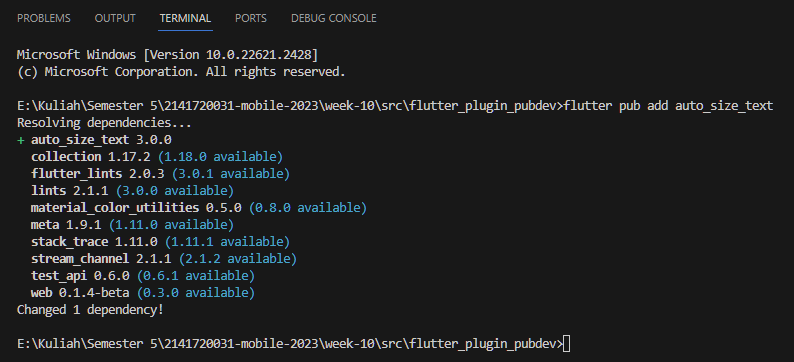 PROBLEMS OUTPUT TERMINAL PORTS DEBUG CONSOLE
Microsoft Windows [Version 10.0.22621.2428]
(c) Microsoft Corporation. All rights reserved.
E:\Kuliah\Semester 5\2141720031-mobile-2023\week-10\src\flutter_plugin_pubdev>flutter pub add auto_size_text
Resolving dependencies...
+ auto_size_text 3.0.0
collection 1.17.2 (1.18.0 available)
flutter_lints 2.0.3 (3.0.1 available)
lints 2.1.1 (3.0.0 available)
material_color_utilities 0.5.0 (0.8.0 available)
meta 1.9.1 (1.11.0 available)
stack_trace 1.11.0 (1.11.1 available)
stream_channel 2.1.1 (2.1.2 available)
test_api 0.6.0 (0.6.1 available)
web 0.1.4-beta (0.3.0 available)
Changed 1 dependency!
E:\Kuliah\Semester 5\2141720031-mobile-2023\week-10\src\flutter_plugin_pubdev>